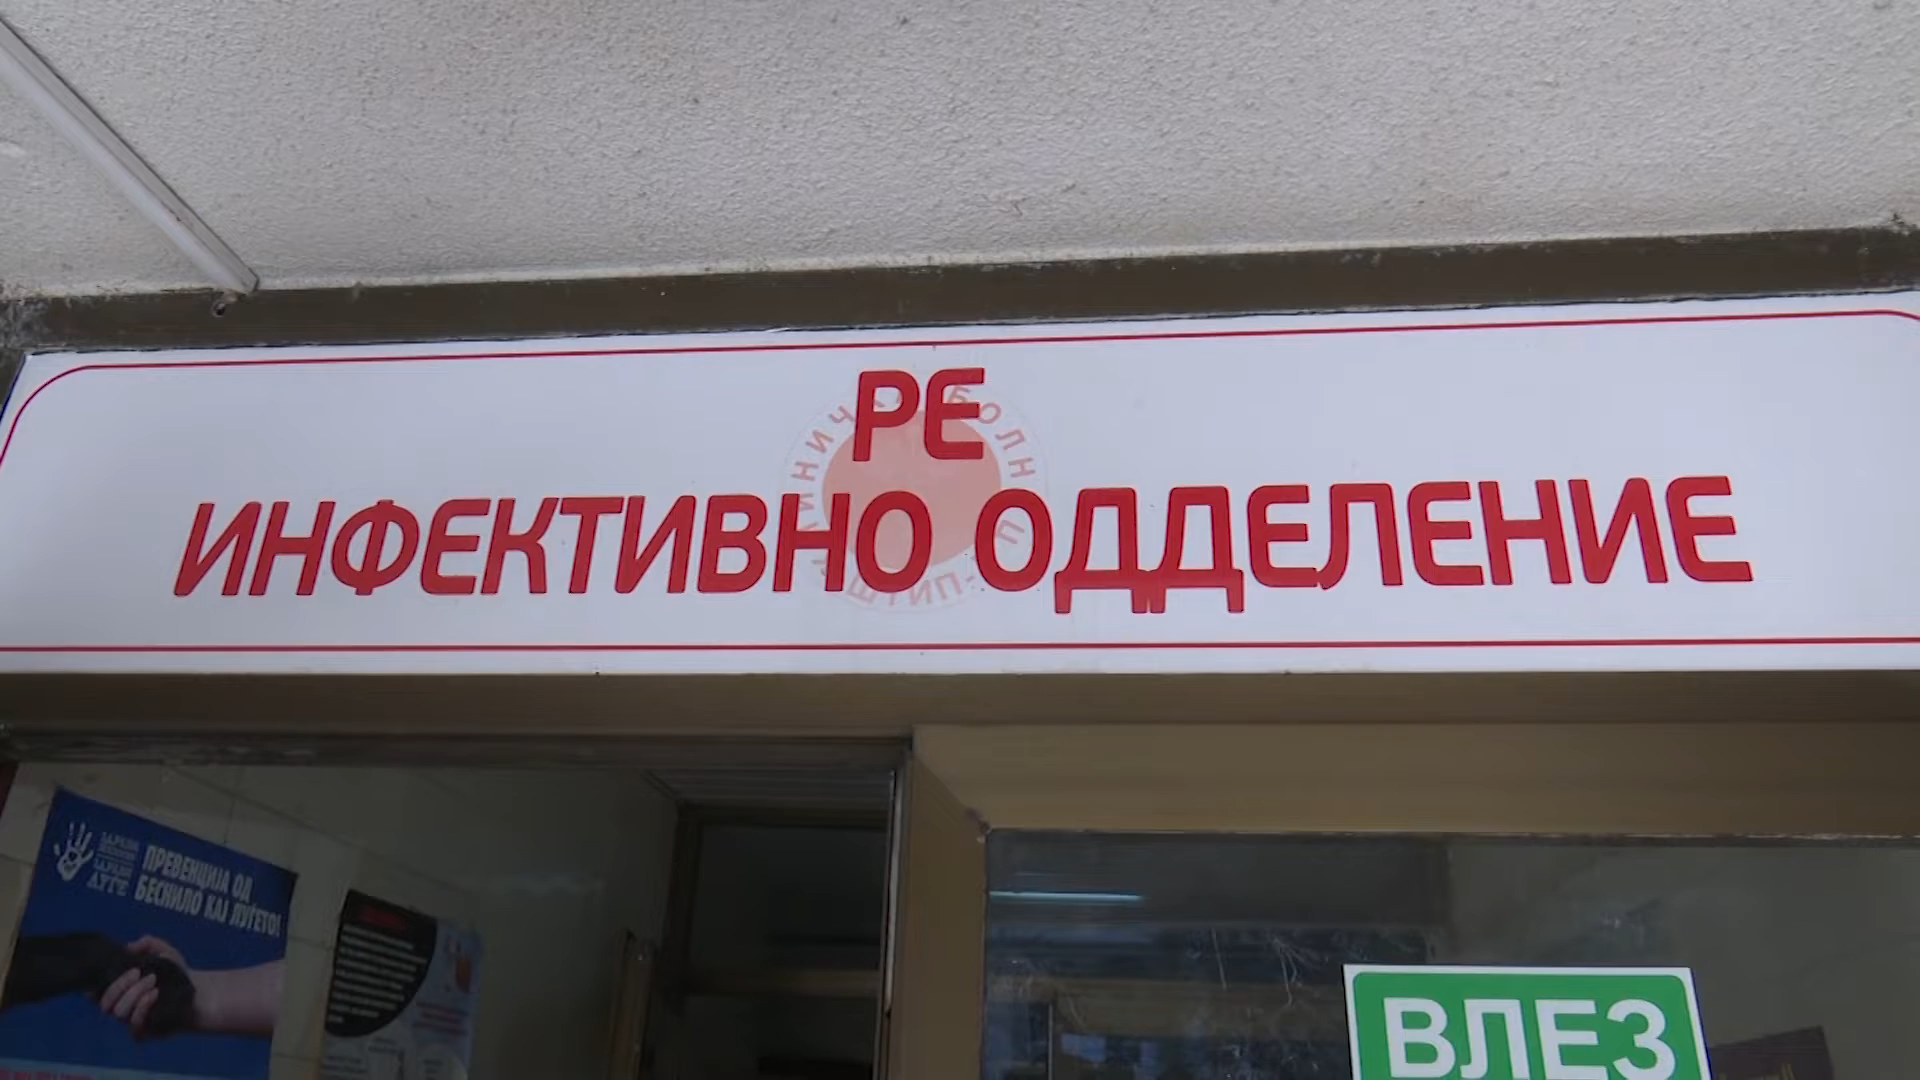 РЕ
ИНФЕКТИВНО ОДДЕЛЕНИЕ
ПРЕВЕНЦИЈА ОД
БЕСНИЛО КАЈ ЛУЃЕТО!
ВЛЕЗ